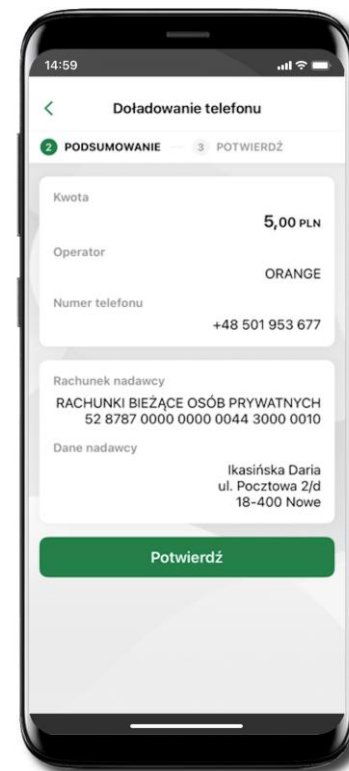 14:59
Doładowanie telefonu
2 PODSUMOWANIE 3 POTWIERDŹ
Kwota
5,00 PLN
Operator
ORANGE
Numer telefonu
+48 501 953 677
Rachunek nadawcy
RACHUNKI BIEŻĄCE OSÓB PRYWATNYCH
52 8787 0000 0000 0044 3000 0010
Dane nadawcy
Ikasińska Daria
ul. Pocztowa 2/d
18-400 Nowe
Potwierdź